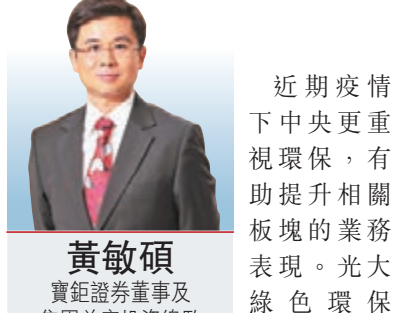 黃敏碩
寶鉅證券董事及
近期疫情
下中央更重
視環保，有
助提升相關
板塊的業務
表現。光大
綠色環保